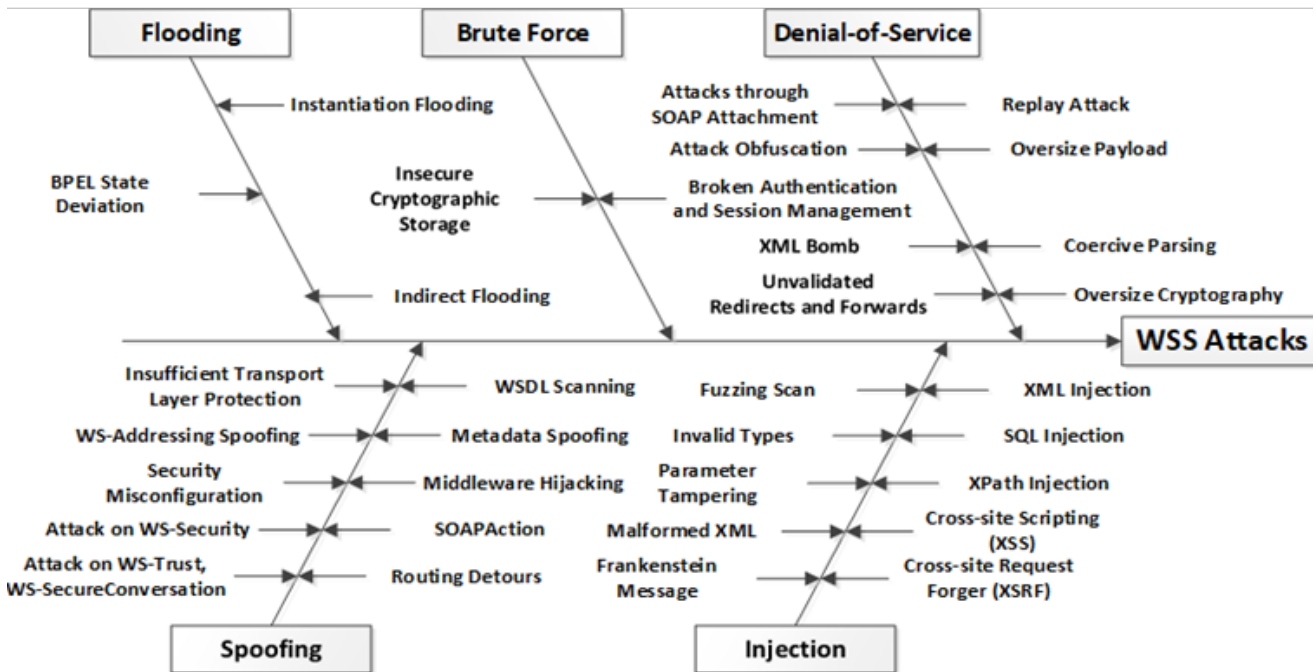 Flooding
Brute Force
Denial-of-Service
Instantiation Flooding
BPEL State
Deviation
Indirect Flooding
Insecure
Cryptographic
Storage
Broken Authentication
and Session Management
Attacks through
SOAP Attachment
Replay Attack
Attack Obfuscation
Oversize Payload
XML Bomb
Coercive Parsing
Unvalidated
Redirects and Forwards
Oversize Cryptography
WSS Attacks
Insufficient Transport
Layer Protection
WSDL Scanning
WS-Addressing Spoofing
Metadata Spoofing
Security
Misconfiguration
Middleware Hijacking
Attack on WS-Security
SOAPAction
Attack on WS-Trust,
WS-SecureConversation
Routing Detours
Spoofing
Fuzzing Scan
XML Injection
Invalid Types
SQL Injection
Parameter
Tampering
XPath Injection
Malformed XML
Cross-site Scripting
(XSS)
Frankenstein
Message
Cross-site Request
Forger (XSRF)
Injection